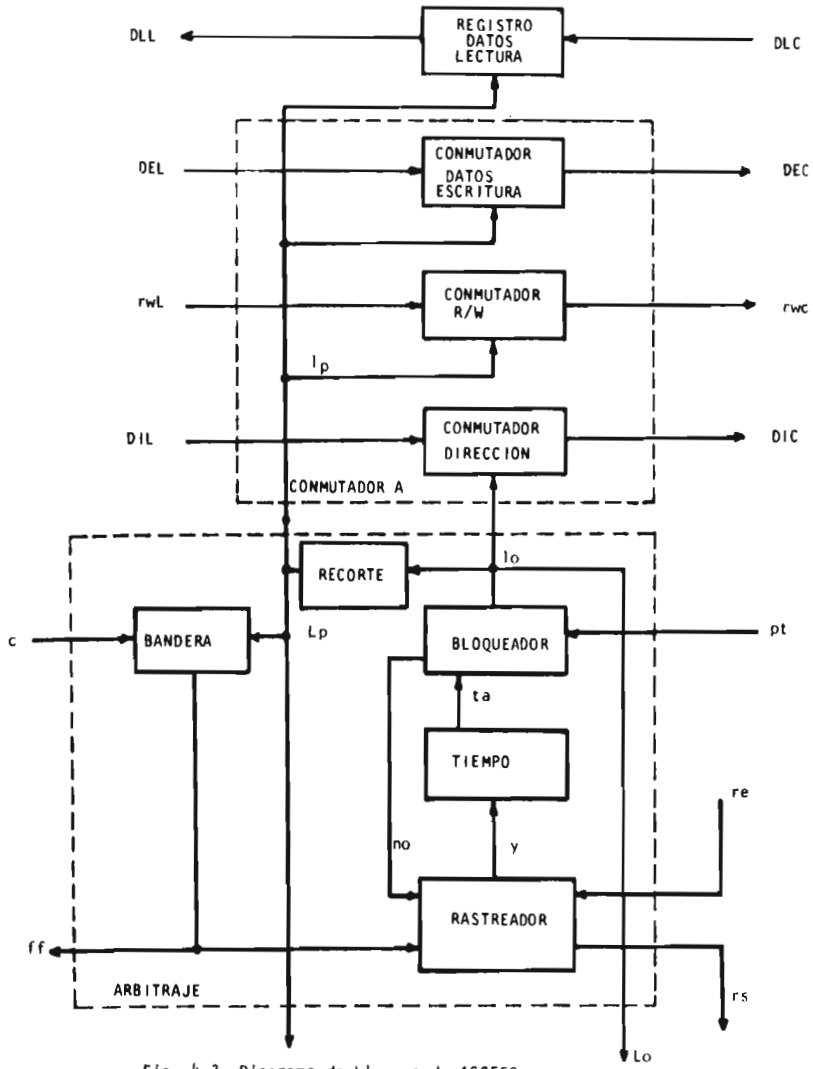 REGISTRO
DATOS
LECTURA
DLL
DLC
CONMUTADOR
DATOS
ESCRITURA
DEL
DEC
CONMUTADOR
R/W
rwL
rwc
lp
CONMUTADOR
DIRECCION
DIL
DIC
CONMUTADOR A
lo
RECORTE
BANDERA
c
Lp
BLOQUEADOR
pt
ta
TIEMPO
re
no
y
RASTREADOR
ff
ARBITRAJE
rs
Lo